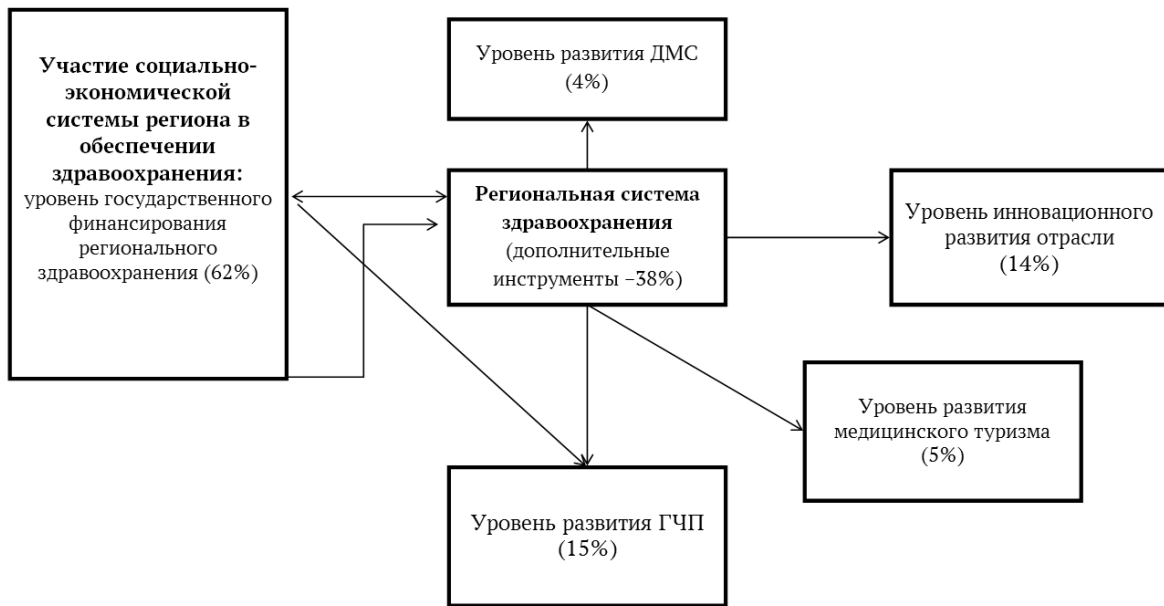 Участие социально-
экономической
системы региона в
обеспечении
здравоохранения:
уровень государственного
финансирования
регионального
здравоохранения (62%)
Уровень развития ДМС
(4%)
Региональная система
здравоохранения
(дополнительные
инструменты –38%)
Уровень инновационного
развития отрасли
(14%)
Уровень развития
медицинского туризма
(5%)
Уровень развития ГЧП
(15%)